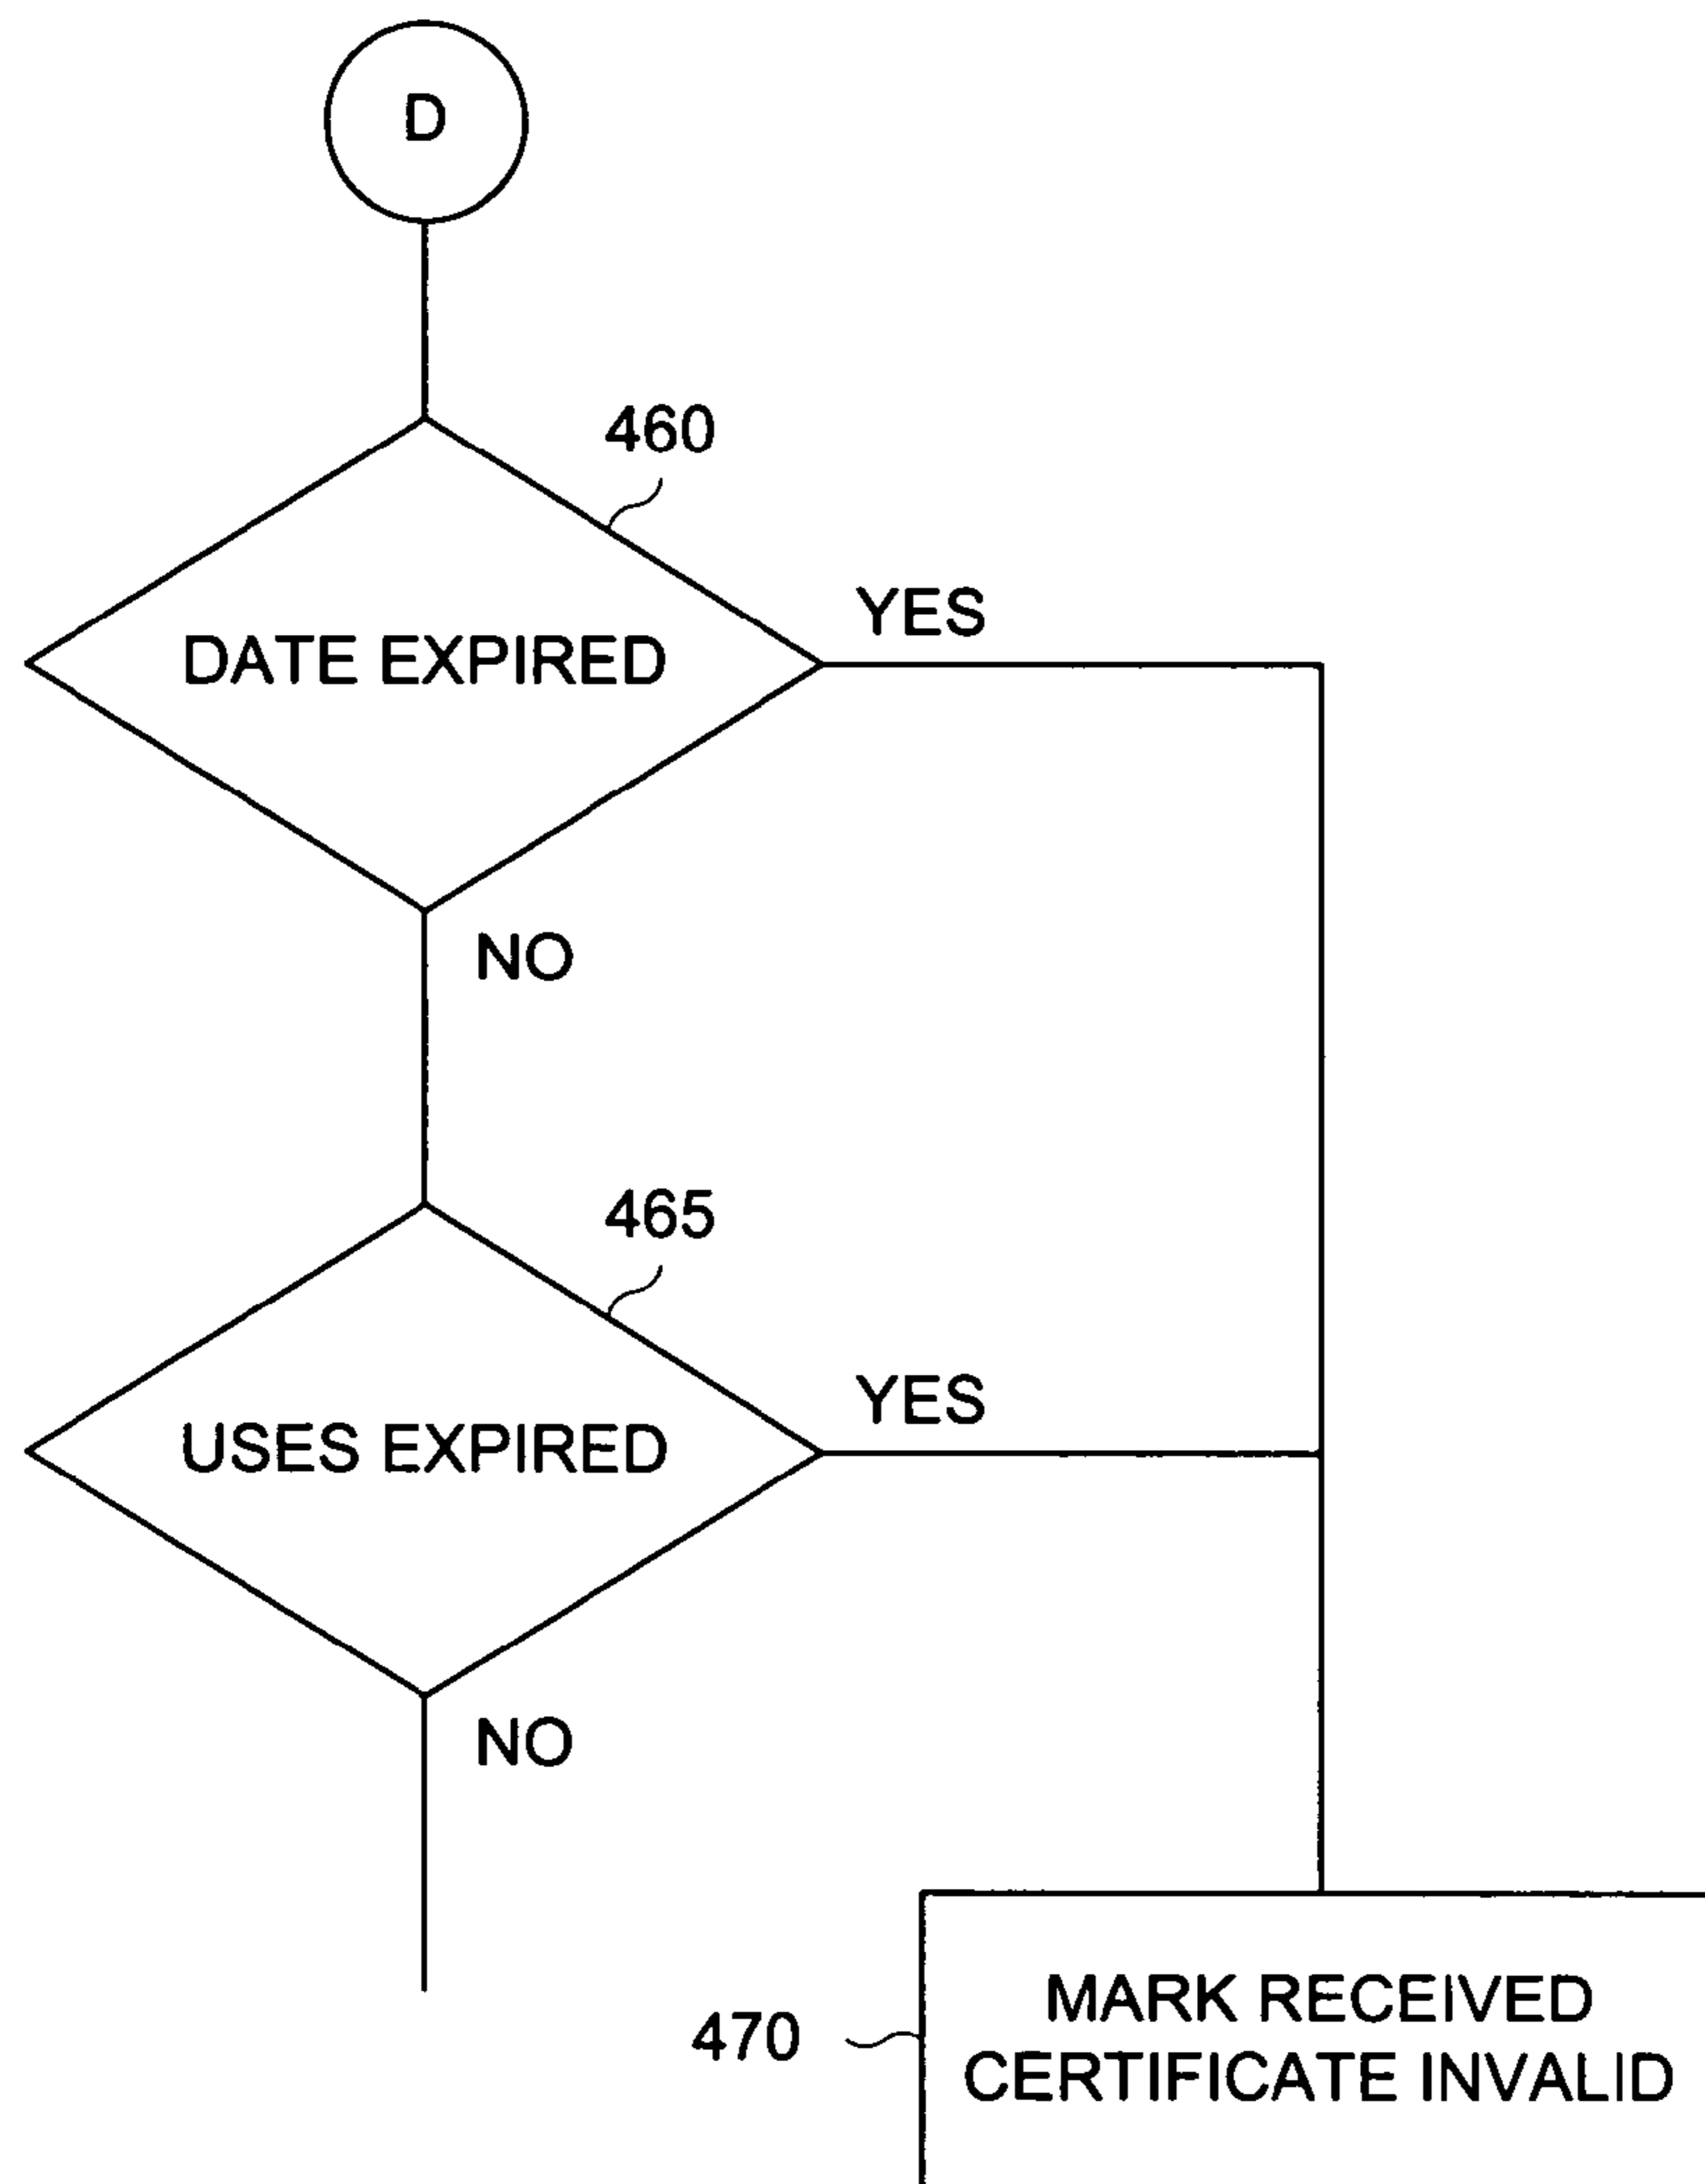 D
460
YES
DATE EXPIRED
NO
465
YES
USES EXPIRED
NO
470
MARK RECEIVED
CERTIFICATE INVALID